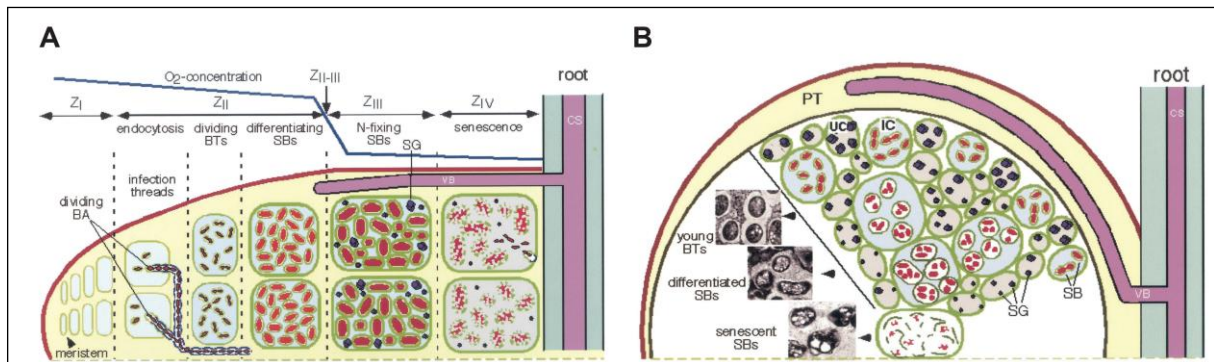 A
O2-concentration
ZII-III
root
ZI
ZII
ZIII
ZIV
endocytosis
dividing
BTs
differentiating
SBs
N-fixing
SBs
senescence
CS
SG
infection
threads
VB
dividing
BA
meristem
B
root
PT
CS
UC
IC
young
BTs
differentiated
SBs
senescent
SBs
SG
SB
VB